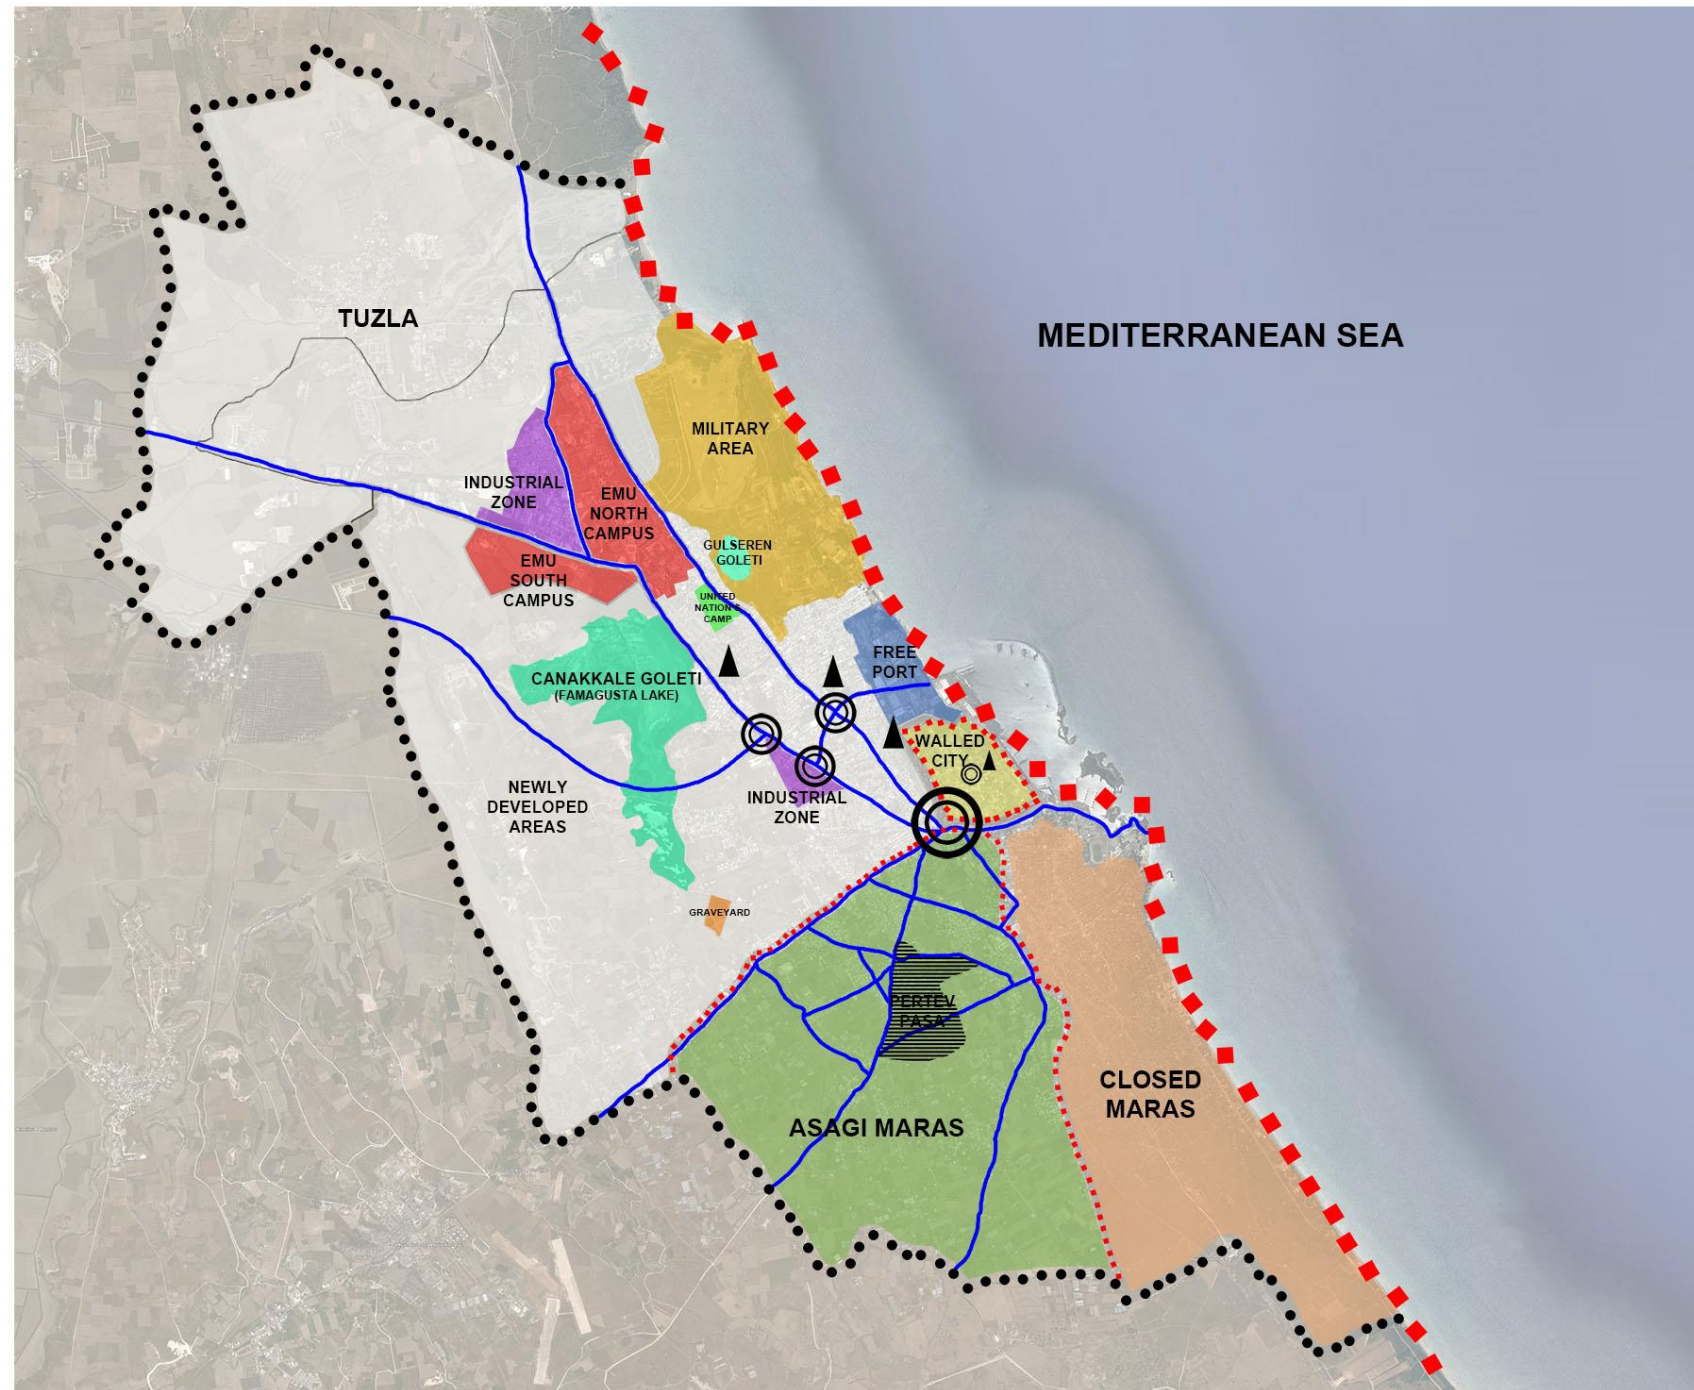 TUZLA
MEDITERRANEAN SEA
MILITARY
AREA
INDUSTRIAL
ZONE
EMU
NORTH
CAMPUS
GULSEREN
GOLETI
EMU
SOUTH
CAMPUS
UNITED
NATION'S
CAMP
FREE
PORT
CANAKKALE GOLETI
(FAMAGUSTA LAKE)
WALLED
CITY
NEWLY
DEVELOPED
AREAS
INDUSTRIAL
ZONE
GRAVEYARD
PERTEV
PASA
CLOSED
MARAS
ASAGI MARAS